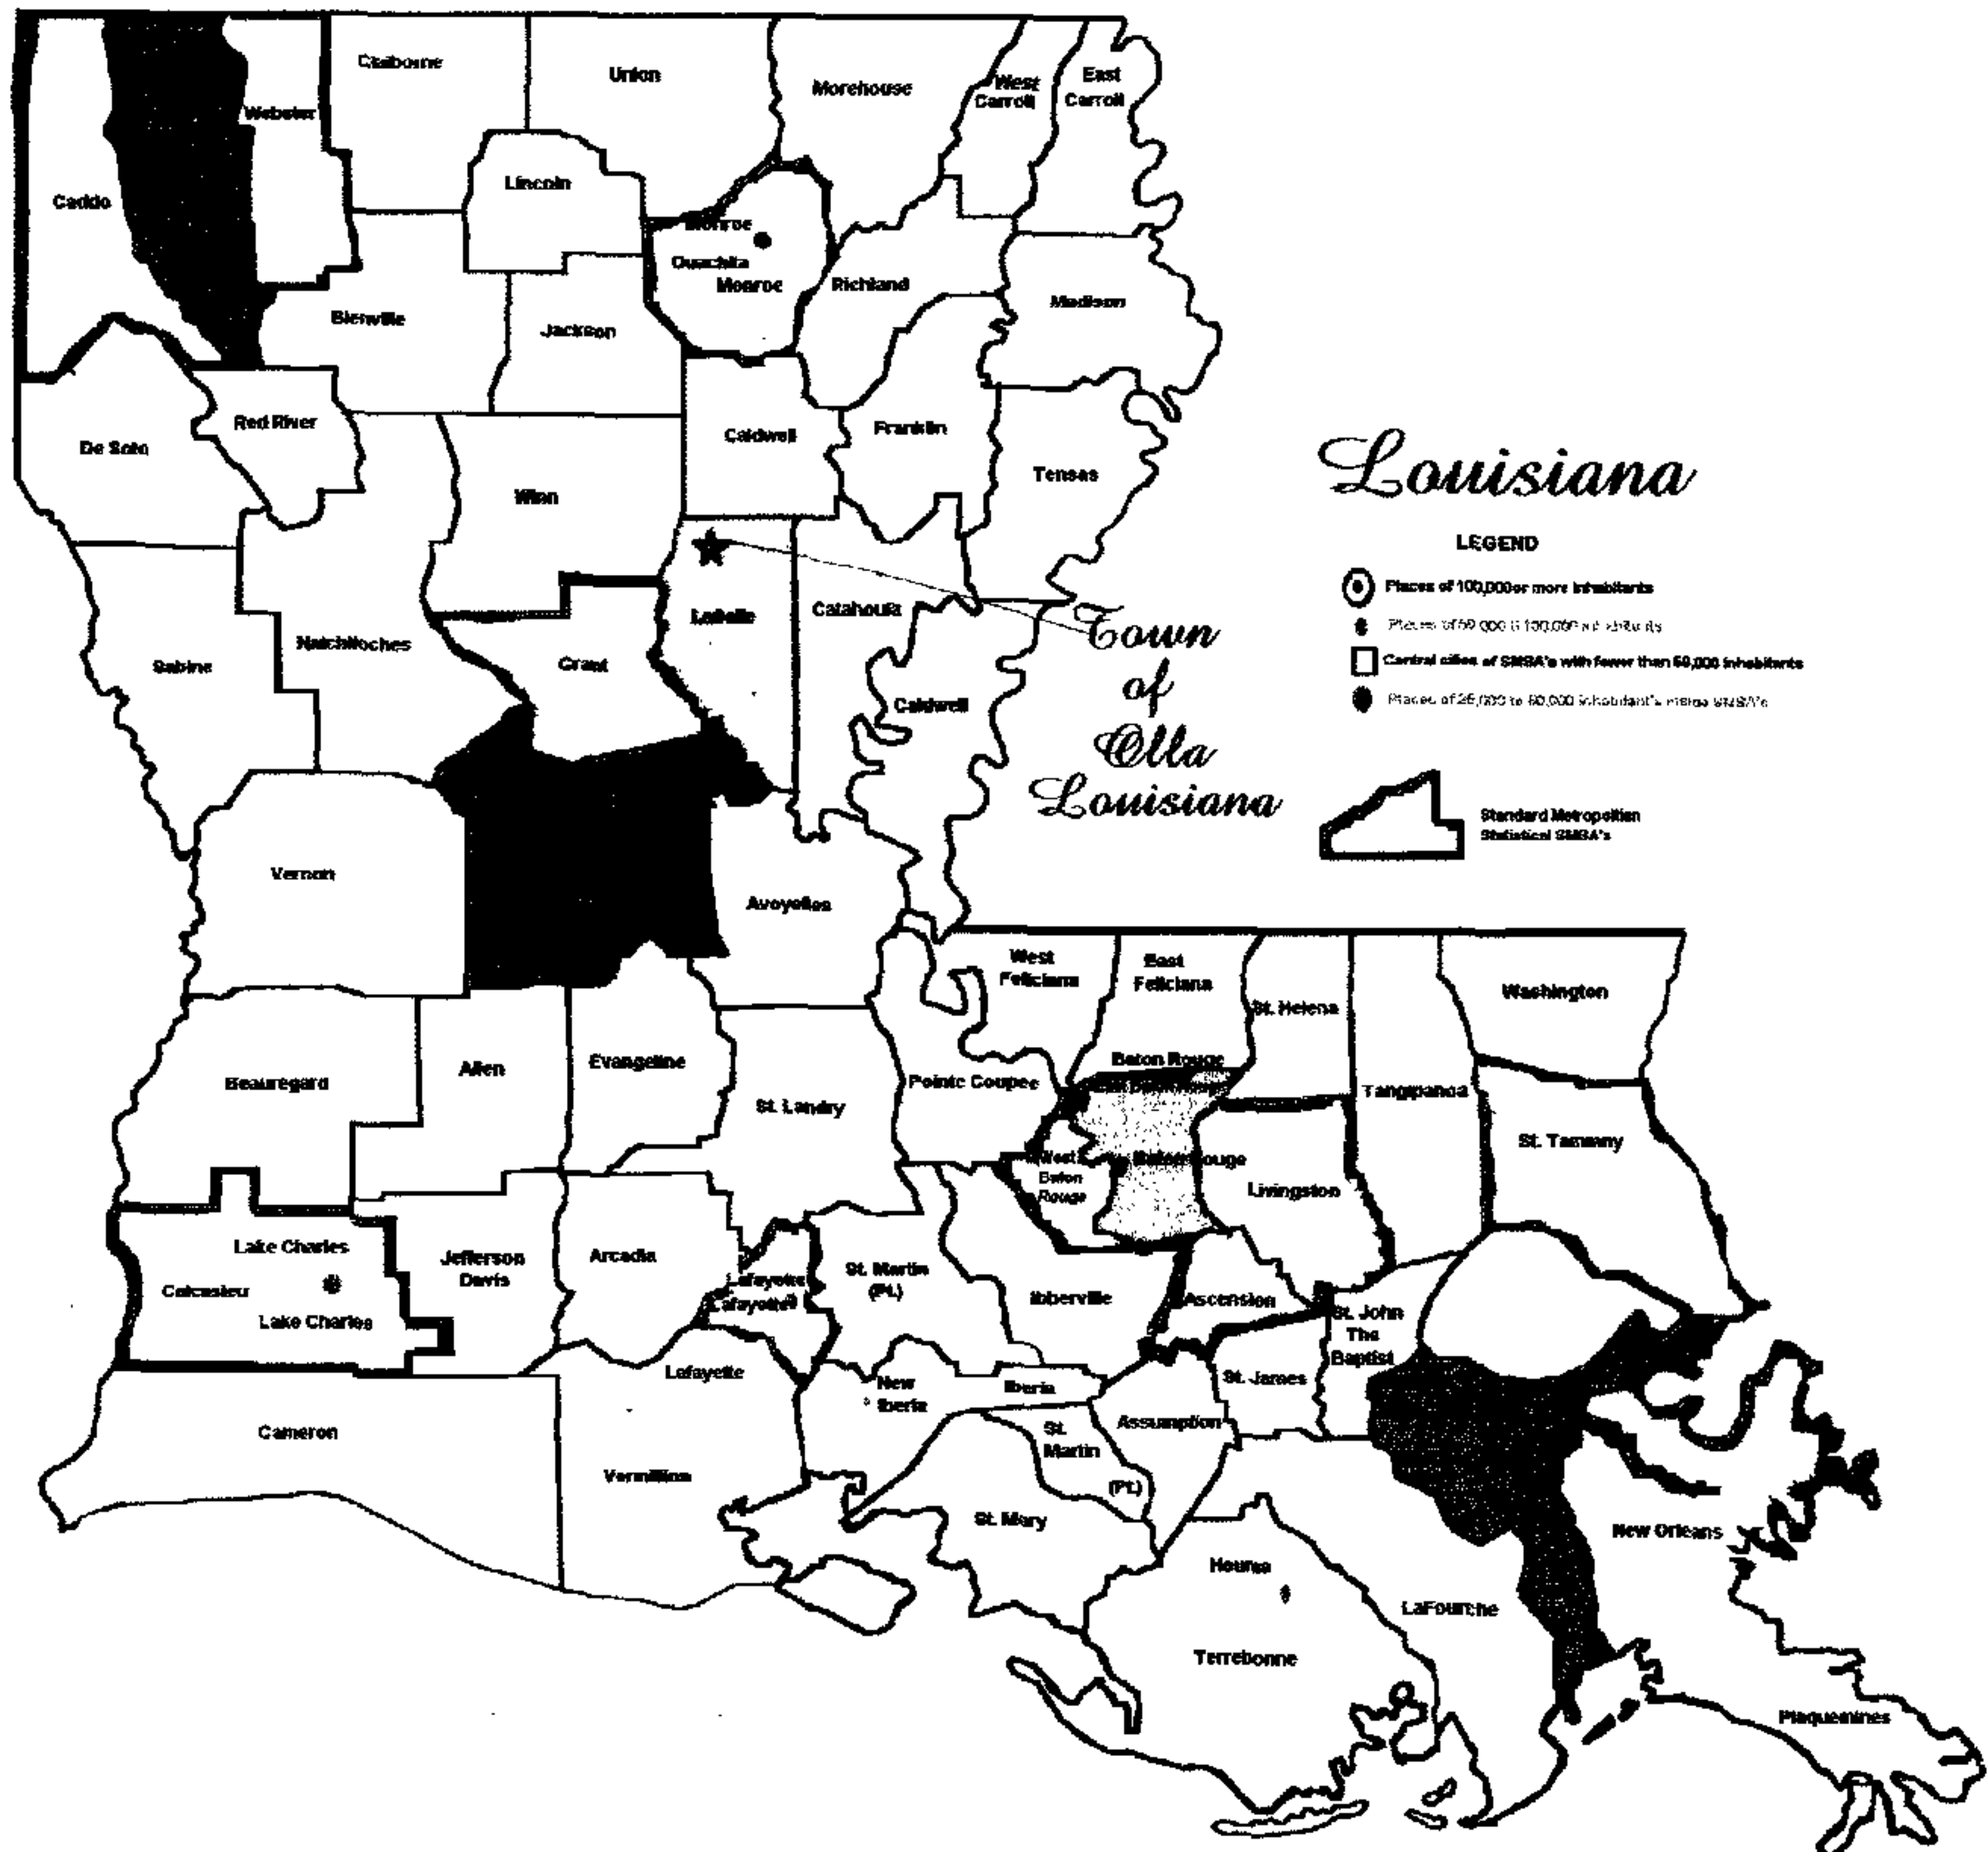 Claiborne
Union
Morehouse
West
Carroll
East
Carroll
Webster
Lincoln
Caddo
Monroe
Ouachita
Monroe
Richland
Madison
Bienville
Jackson
Red River
De Soto
Caldwell
Franklin
Tensas
Winn
Louisiana
LEGEND
Places of 100,000 or more inhabitants
Central cities of SMSA's with fewer than 50,000 inhabitants
Standard Metropolitan
Statistical SMSA's
LaSalle
Catahoula
Town
of
Olla
Louisiana
Natchitoches
Sabine
Grant
Caldwell
Vernon
Avoyelles
West
Feliciana
East
Feliciana
St. Helena
Washington
Beauregard
Allen
Evangeline
Pointe Coupee
Baton Rouge
Tangipahoa
St. Landry
St. Tammny
West
Baton
Rouge
Livingston
Lake Charles
Calcasieu
Lake Charles
Jefferson
Davis
Arcadia
Lafayette
Lafayette
St. Martin
(Pt.)
Ibberville
Ascension
St. John
The
Baptist
Lafayette
New
Iberia
Iberia
St. James
Cameron
Assumption
St.
Martin
(Pt.)
Vermillion
St. Mary
New Orleans
Houma
LaFourche
Terrebonne
Plaquemines